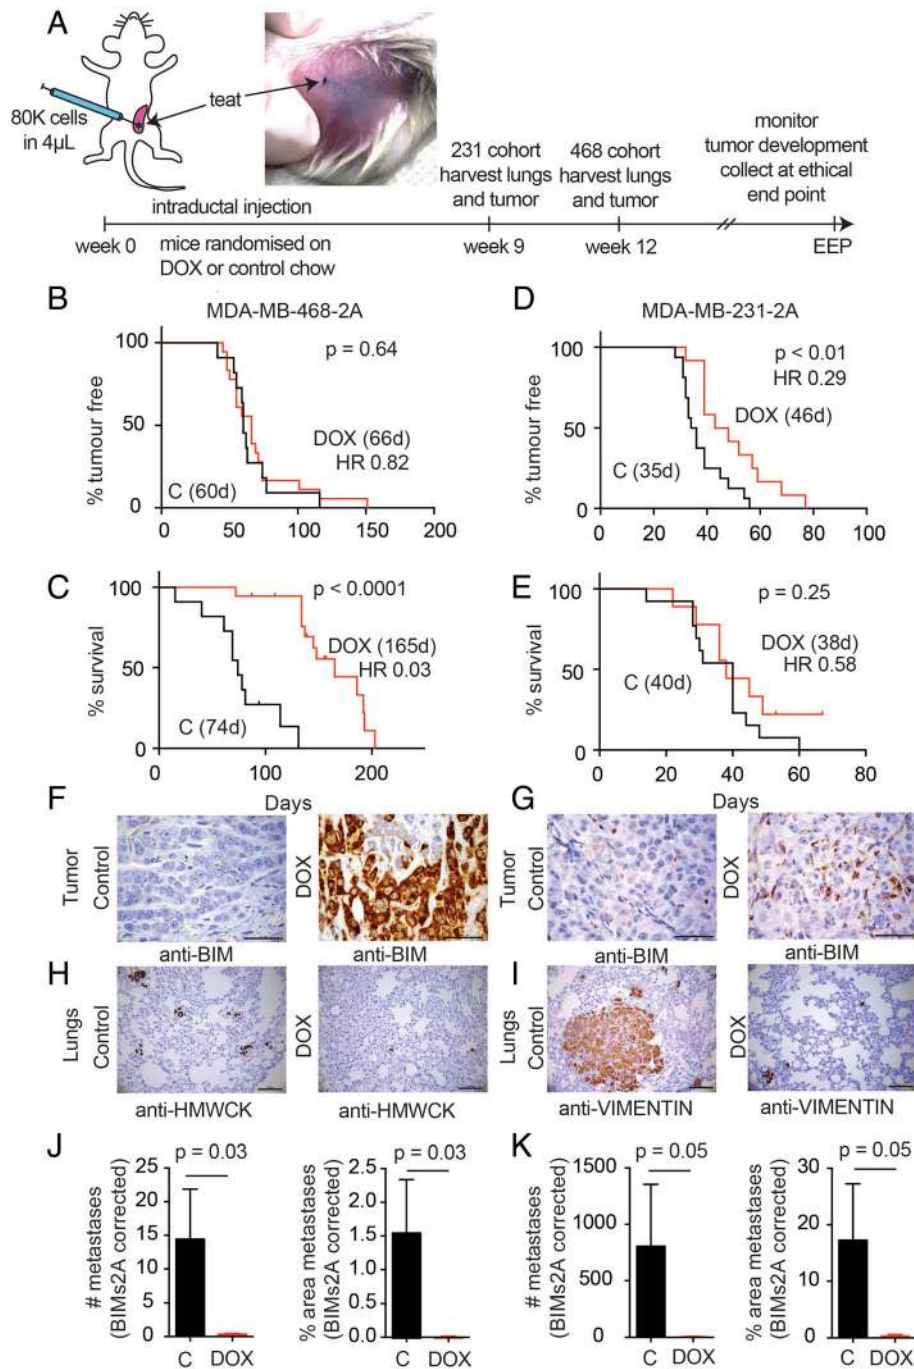 A
80K cells
in 4µL
teat
231 cohort
harvest lungs
and tumor
468 cohort
harvest lungs
and tumor
monitor
tumor development
collect at ethical
end point
intraductal injection
week 0
mice randomised on
DOX or control chow
week 9
week 12
EEP
B
MDA-MB-468-2A
% tumour free
100
50
0
p = 0.64
DOX (66d)
HR 0.82
C (60d)
0
50
100
150
200
D
MDA-MB-231-2A
% tumour free
100
50
0
p < 0.01
HR 0.29
DOX (46d)
C (35d)
0
20
40
60
80
100
C
% survival
100
50
0
p < 0.0001
DOX (165d)
HR 0.03
C (74d)
0
100
200
Days
E
% survival
100
50
0
p = 0.25
DOX (38d)
HR 0.58
C (40d)
0
20
40
60
80
Days
F
Tumor
Control
anti-BIM
DOX
anti-BIM
G
Tumor
Control
anti-BIM
DOX
anti-BIM
H
Lungs
Control
anti-HMWCK
DOX
anti-HMWCK
I
Lungs
Control
anti-VIMENTIN
DOX
anti-VIMENTIN
J
p = 0.03
# metastases
(BIMs2A corrected)
25
20
15
10
5
0
C DOX
p = 0.03
% area metastases
(BIMs2A corrected)
2.5
2.0
1.5
1.0
0.5
0.0
C DOX
K
p = 0.05
# metastases
(BIMs2A corrected)
1500
1000
500
0
C DOX
p = 0.05
% area metastases
(BIMs2A corrected)
30
20
10
0
C DOX